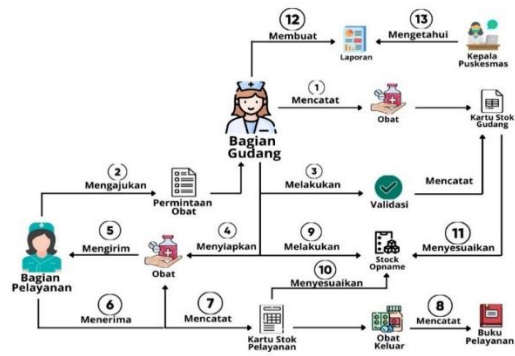 12
Membuat
Laporan
13
Mengetahui
Kepala
Puskesmas
1
Mencatat
Obat
Kartu Stok
Gudang
Bagian
Gudang
2
Mengajukan
Permintaan
Obat
3
Melakukan
Validasi
Mencatat
5
Mengirim
Obat
4
Menyiapkan
9
Melakukan
Stock
Opname
11
Menyesuaikan
Bagian
Pelayanan
10
Menyesuaikan
6
Menerima
7
Mencatat
Kartu Stok
Pelayanan
Obat
Keluar
8
Mencatat
Buku
Pelayanan